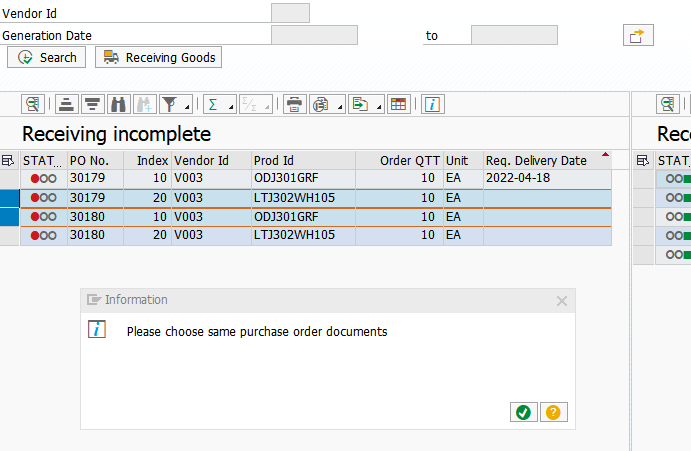 Vendor Id
Generation Date to
Search Receiving Goods
Receiving incomplete Rec
STAT... PO No. Index Vendor Id Prod Id Order QTT Unit Req. Delivery Date STAT
30179 10 V003 ODJ301GRF 10 EA 2022-04-18
30179 20 V003 LTJ302WH105 10 EA
30180 10 V003 ODJ301GRF 10 EA
30180 20 V003 LTJ302WH105 10 EA
Information
Please choose same purchase order documents